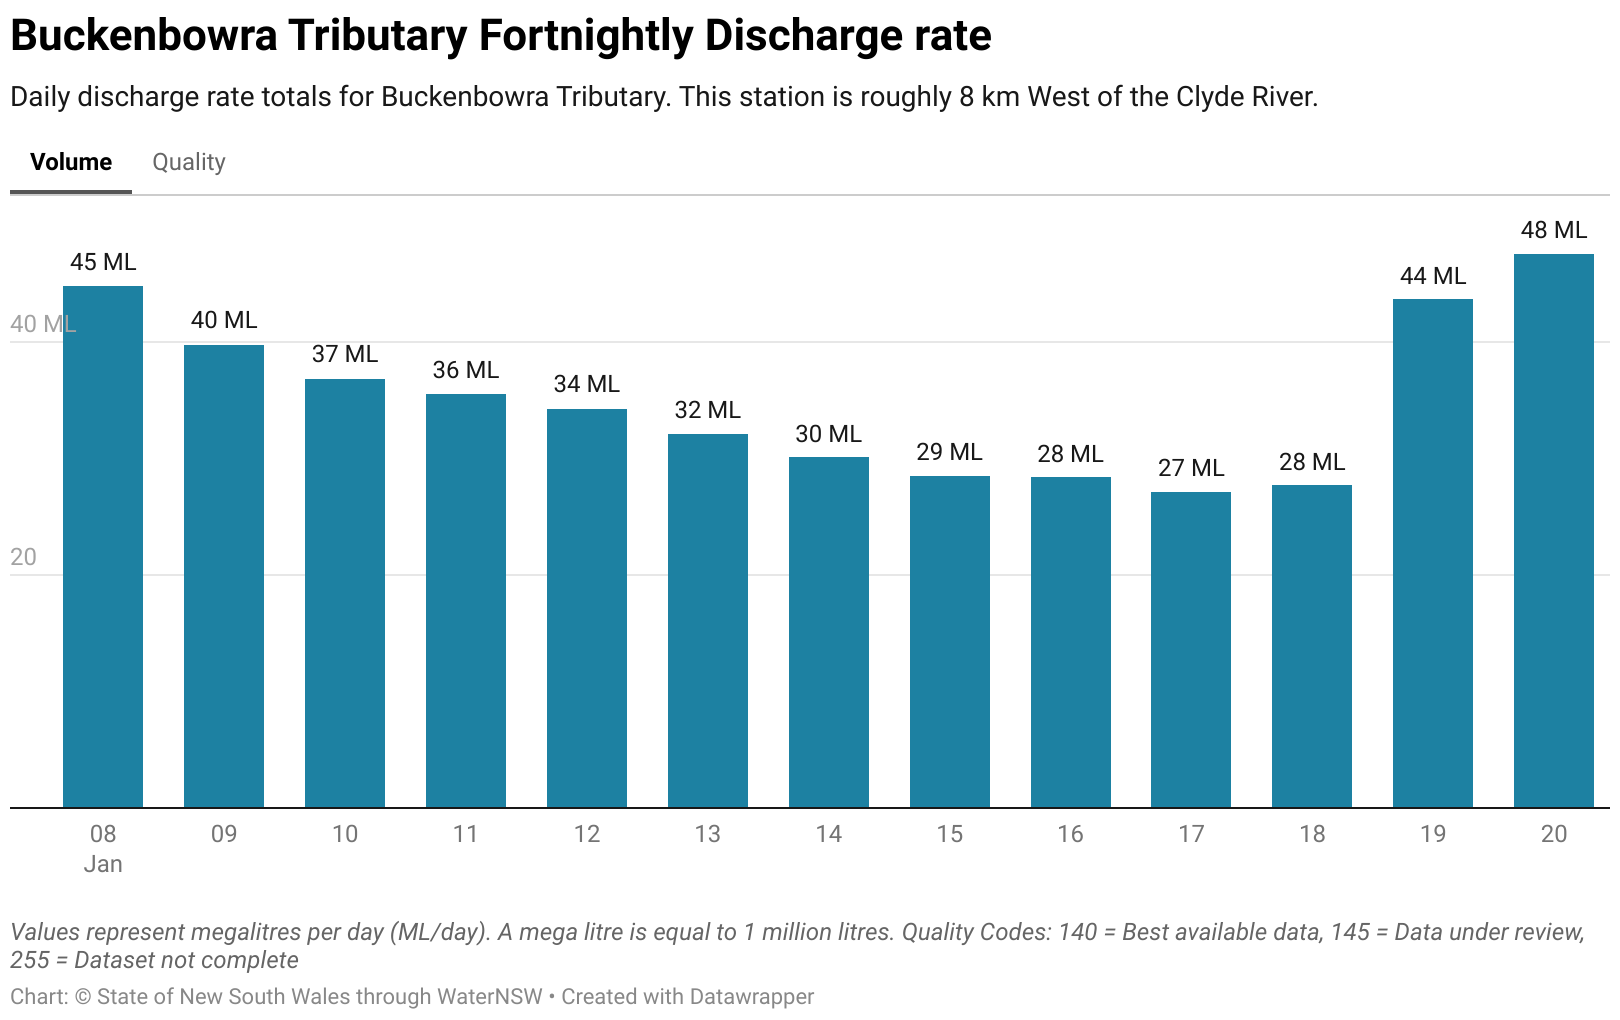 Buckenbowra Tributary Fortnightly Discharge rate
Daily discharge rate totals for Buckenbowra Tributary. This station is roughly 8 km West of the Clyde River.
Volume Quality
48 ML
45 ML
44 ML
40 ML
40 ML
37 ML
36 ML
34 ML
32 ML
30 ML
29 ML
28 ML
27 ML
28 ML
20
08 09 10 11 12 13 14 15 16 17 18 19 20
Jan
Values represent megalitres per day (ML/day). A mega litre is equal to 1 million litres. Quality Codes: 140 = Best available data, 145 = Data under review,
255 = Dataset not complete
Chart: © State of New South Wales through WaterNSW • Created with Datawrapper